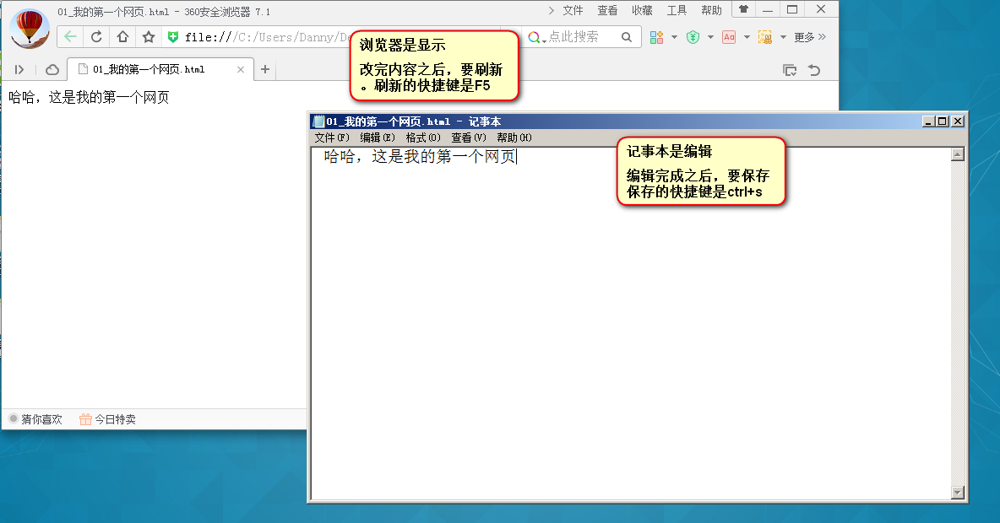 01_我的第一个网页.html - 360安全浏览器 7.1
文件 查看 收藏 工具 帮助
file:///C:/Users/Danny/De
点此搜索
更多
01_我的第一个网页.html
哈哈，这是我的第一个网页
浏览器是显示
改完内容之后，要刷新
。刷新的快捷键是F5
01_我的第一个网页.html - 记事本
文件(F) 编辑(E) 格式(O) 查看(V) 帮助(H)
哈哈，这是我的第一个网页
记事本是编辑
编辑完成之后，要保存
保存的快捷键是ctrl+s
猜你喜欢 今日特卖